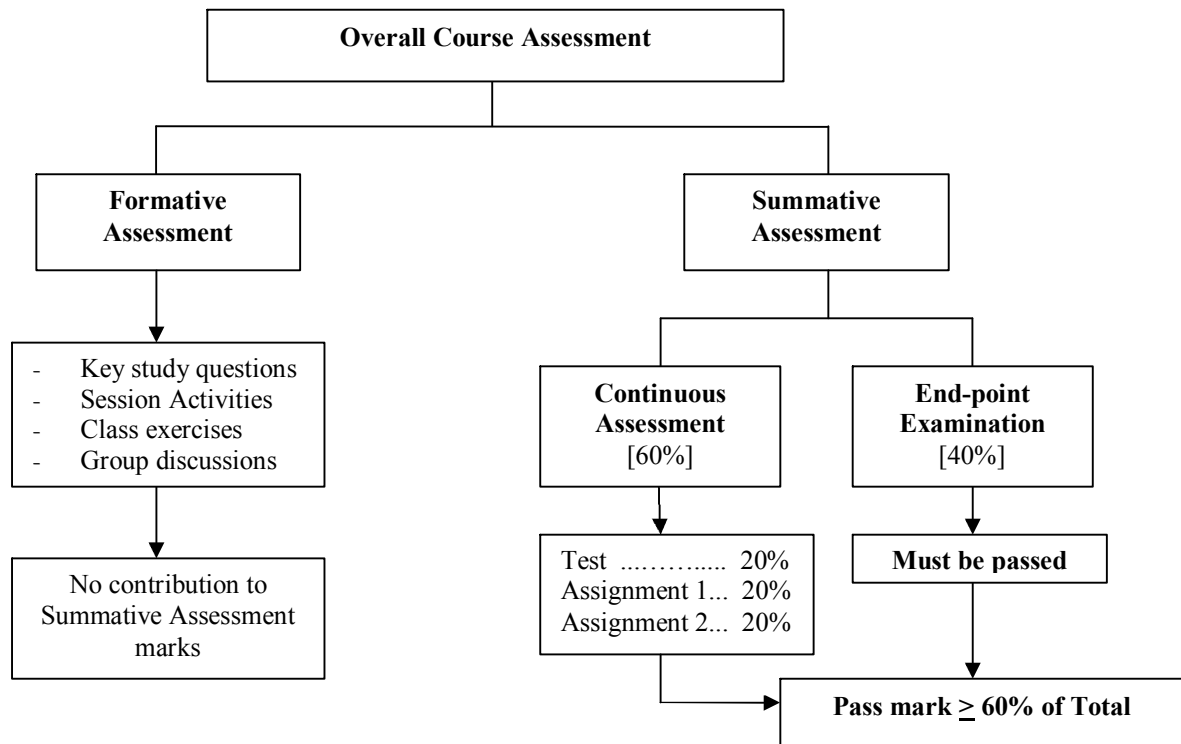 Overall Course Assessment
Formative
Assessment
Summative
Assessment
- Key study questions
- Session Activities
- Class exercises
- Group discussions
Continuous
Assessment
[60%]
End-point
Examination
[40%]
No contribution to
Summative Assessment
marks
Test ...……..... 20%
Assignment 1... 20%
Assignment 2... 20%
Must be passed
Pass mark ≥ 60% of Total